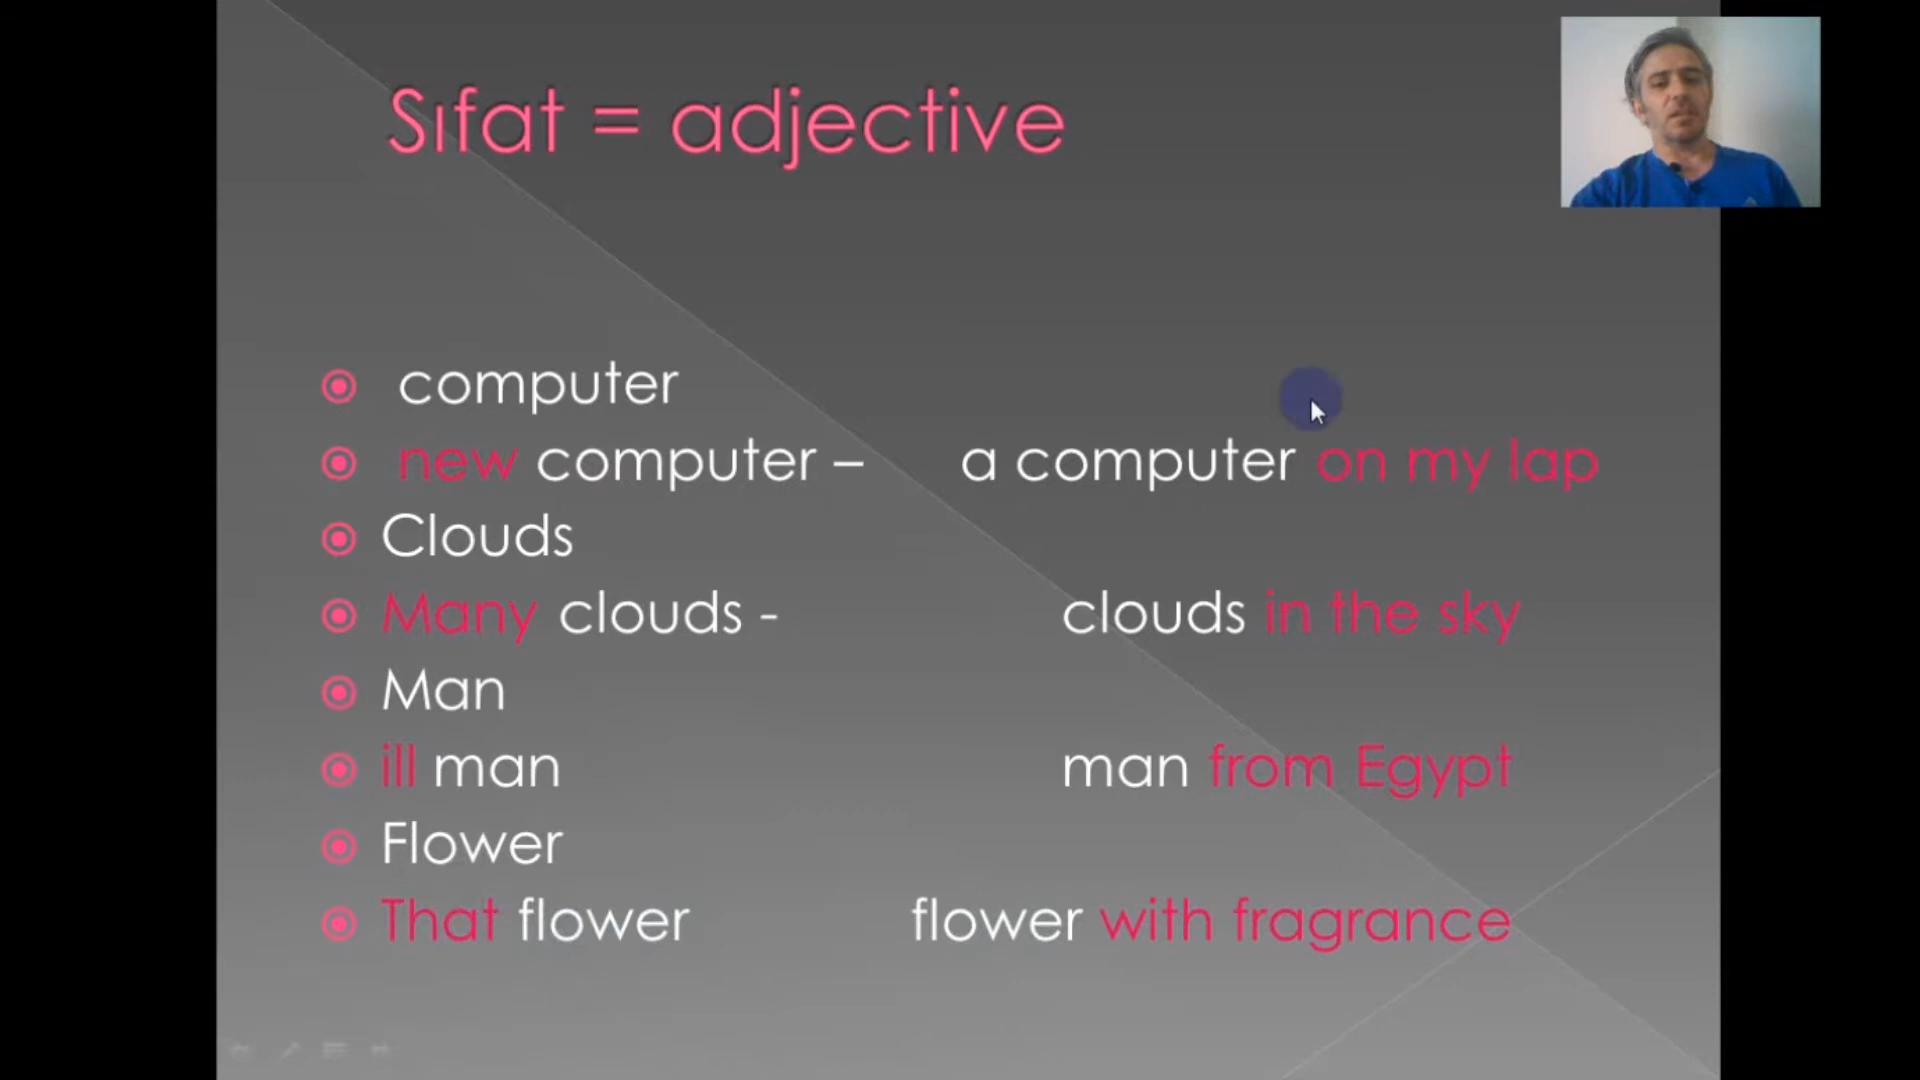 Sıfat = adjective
computer
new computer – a computer on my lap
Clouds
Many clouds - clouds in the sky
Man
ill man man from Egypt
Flower
That flower flower with fragrance